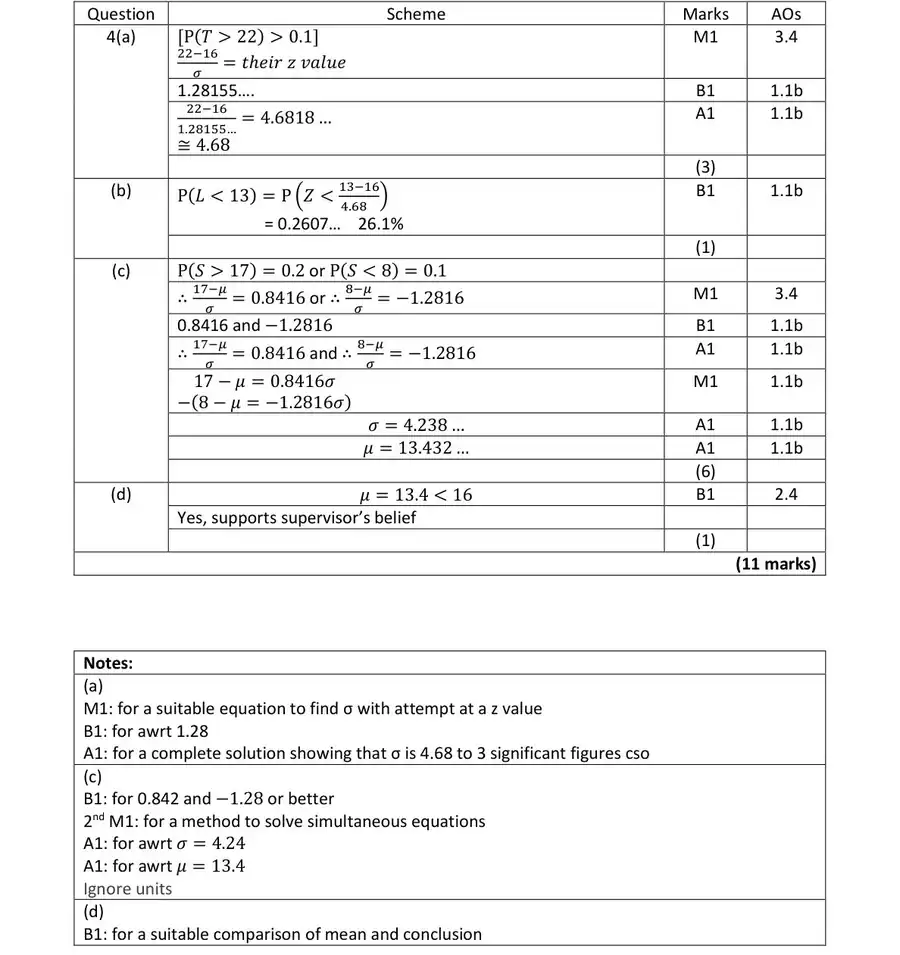 Question Scheme Marks AOs
4(a) [P(T > 22) > 0.1] M1 3.4
22−16/σ = their z value
1.28155…. B1 1.1b
22−16/1.28155… = 4.6818 … A1 1.1b
≅ 4.68
(3)
(b) P(L < 13) = P(Z < 13−16/4.68) B1 1.1b
= 0.2607… 26.1%
(1)
(c) P(S > 17) = 0.2 or P(S < 8) = 0.1
∴ 17−μ/σ = 0.8416 or ∴ 8−μ/σ = −1.2816 M1 3.4
0.8416 and −1.2816 B1 1.1b
∴ 17−μ/σ = 0.8416 and ∴ 8−μ/σ = −1.2816 A1 1.1b
17 − μ = 0.8416σ M1 1.1b
−(8 − μ = −1.2816σ)
σ = 4.238 … A1 1.1b
μ = 13.432 … A1 1.1b
(6)
(d) μ = 13.4 < 16 B1 2.4
Yes, supports supervisor’s belief
(1)
(11 marks)
Notes:
(a)
M1: for a suitable equation to find σ with attempt at a z value
B1: for awrt 1.28
A1: for a complete solution showing that σ is 4.68 to 3 significant figures cso
(c)
B1: for 0.842 and −1.28 or better
2nd M1: for a method to solve simultaneous equations
A1: for awrt σ = 4.24
A1: for awrt μ = 13.4
Ignore units
(d)
B1: for a suitable comparison of mean and conclusion